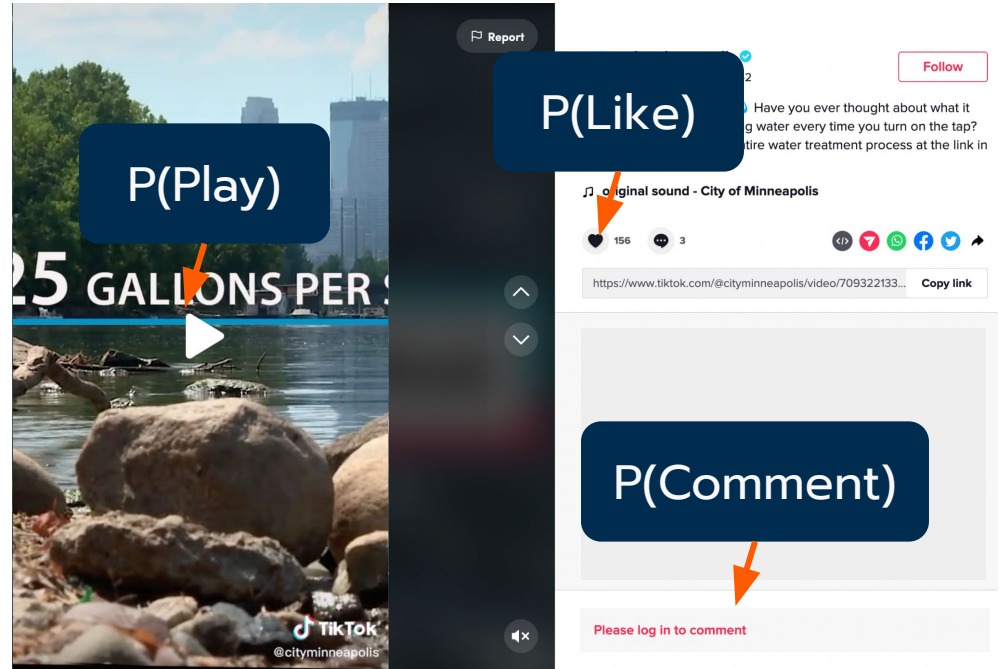 Report
P(Play)
25 GALLONS PER
TikTok
@cityminneapolis
P(Like)
2
Follow
Have you ever thought about what it
g water every time you turn on the tap?
water treatment process at the link in
original sound - City of Minneapolis
156
3
https://www.tiktok.com/@cityminneapolis/video/709322133...
Copy link
P(Comment)
Please log in to comment